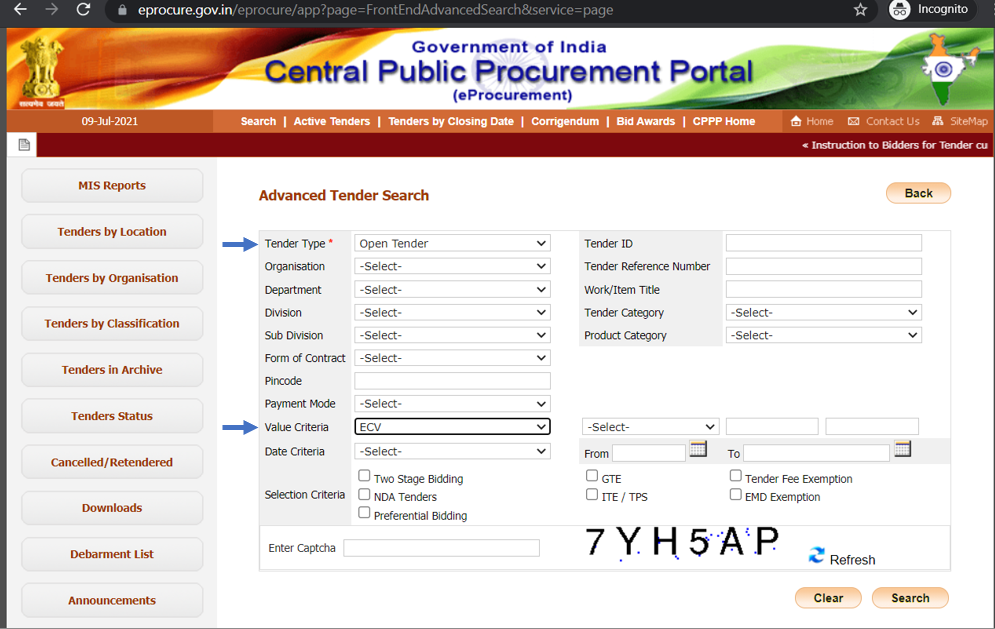 eprocure.gov.in/eprocure/app?page=FrontEndAdvancedSearch&service=page
Incognito
Government of India
Central Public Procurement Portal
(eProcurement)
सत्यमेव जयते
09-Jul-2021
Search | Active Tenders | Tenders by Closing Date | Corrigendum | Bid Awards | CPPP Home
Home Contact Us SiteMap
« Instruction to Bidders for Tender cu
MIS Reports
Tenders by Location
Tenders by Organisation
Tenders by Classification
Tenders in Archive
Tenders Status
Cancelled/Retendered
Downloads
Debarment List
Announcements
Advanced Tender Search
Back
Tender Type * Open Tender
Tender ID
Organisation -Select-
Tender Reference Number
Department -Select-
Work/Item Title
Division -Select-
Tender Category -Select-
Sub Division -Select-
Product Category -Select-
Form of Contract -Select-
Pincode
Payment Mode -Select-
Value Criteria ECV -Select-
Date Criteria -Select- From To
Selection Criteria
Two Stage Bidding GTE Tender Fee Exemption
NDA Tenders ITE / TPS EMD Exemption
Preferential Bidding
Enter Captcha
7YH5AP
Refresh
Clear Search